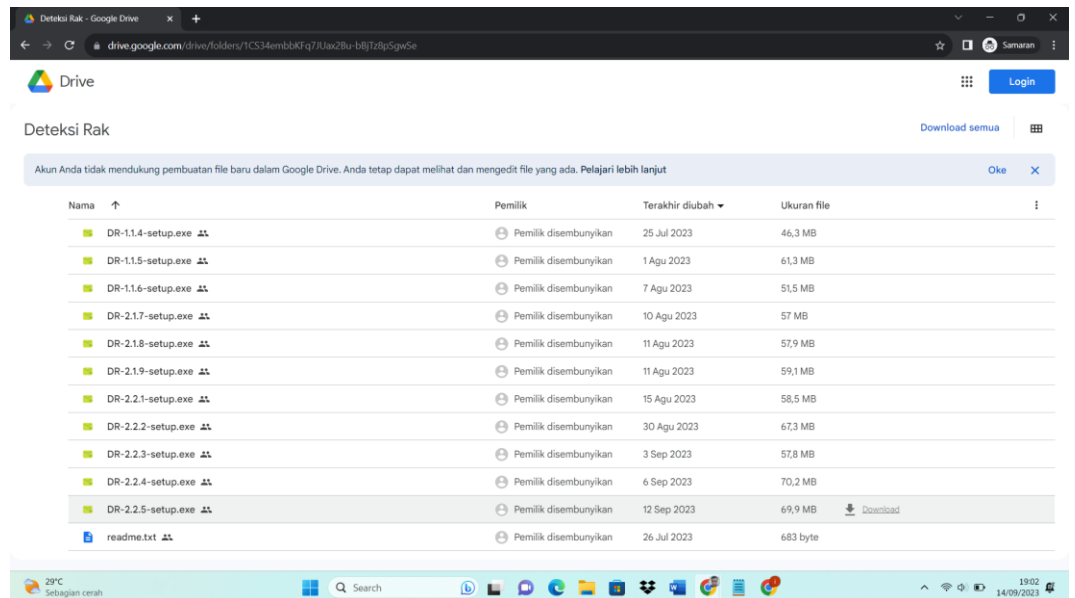 Deteksi Rak - Google Drive
drive.google.com/drive/folders/1CS34embbKFq7JUax2Bu-bBjTz8pSgwSe
Samaran
Drive
Login
Deteksi Rak
Download semua
Akun Anda tidak mendukung pembuatan file baru dalam Google Drive. Anda tetap dapat melihat dan mengedit file yang ada. Pelajari lebih lanjut
Oke
Nama Pemilik Terakhir diubah Ukuran file
DR-1.1.4-setup.exe Pemilik disembunyikan 25 Jul 2023 46,3 MB
DR-1.1.5-setup.exe Pemilik disembunyikan 1 Agu 2023 61,3 MB
DR-1.1.6-setup.exe Pemilik disembunyikan 7 Agu 2023 51,5 MB
DR-2.1.7-setup.exe Pemilik disembunyikan 10 Agu 2023 57 MB
DR-2.1.8-setup.exe Pemilik disembunyikan 11 Agu 2023 57,9 MB
DR-2.1.9-setup.exe Pemilik disembunyikan 11 Agu 2023 59,1 MB
DR-2.2.1-setup.exe Pemilik disembunyikan 15 Agu 2023 58,5 MB
DR-2.2.2-setup.exe Pemilik disembunyikan 30 Agu 2023 67,3 MB
DR-2.2.3-setup.exe Pemilik disembunyikan 3 Sep 2023 57,8 MB
DR-2.2.4-setup.exe Pemilik disembunyikan 6 Sep 2023 70,2 MB
DR-2.2.5-setup.exe Pemilik disembunyikan 12 Sep 2023 69,9 MB Download
readme.txt Pemilik disembunyikan 26 Jul 2023 683 byte
29°C
Sebagian cerah
Search
19:02
14/09/2023